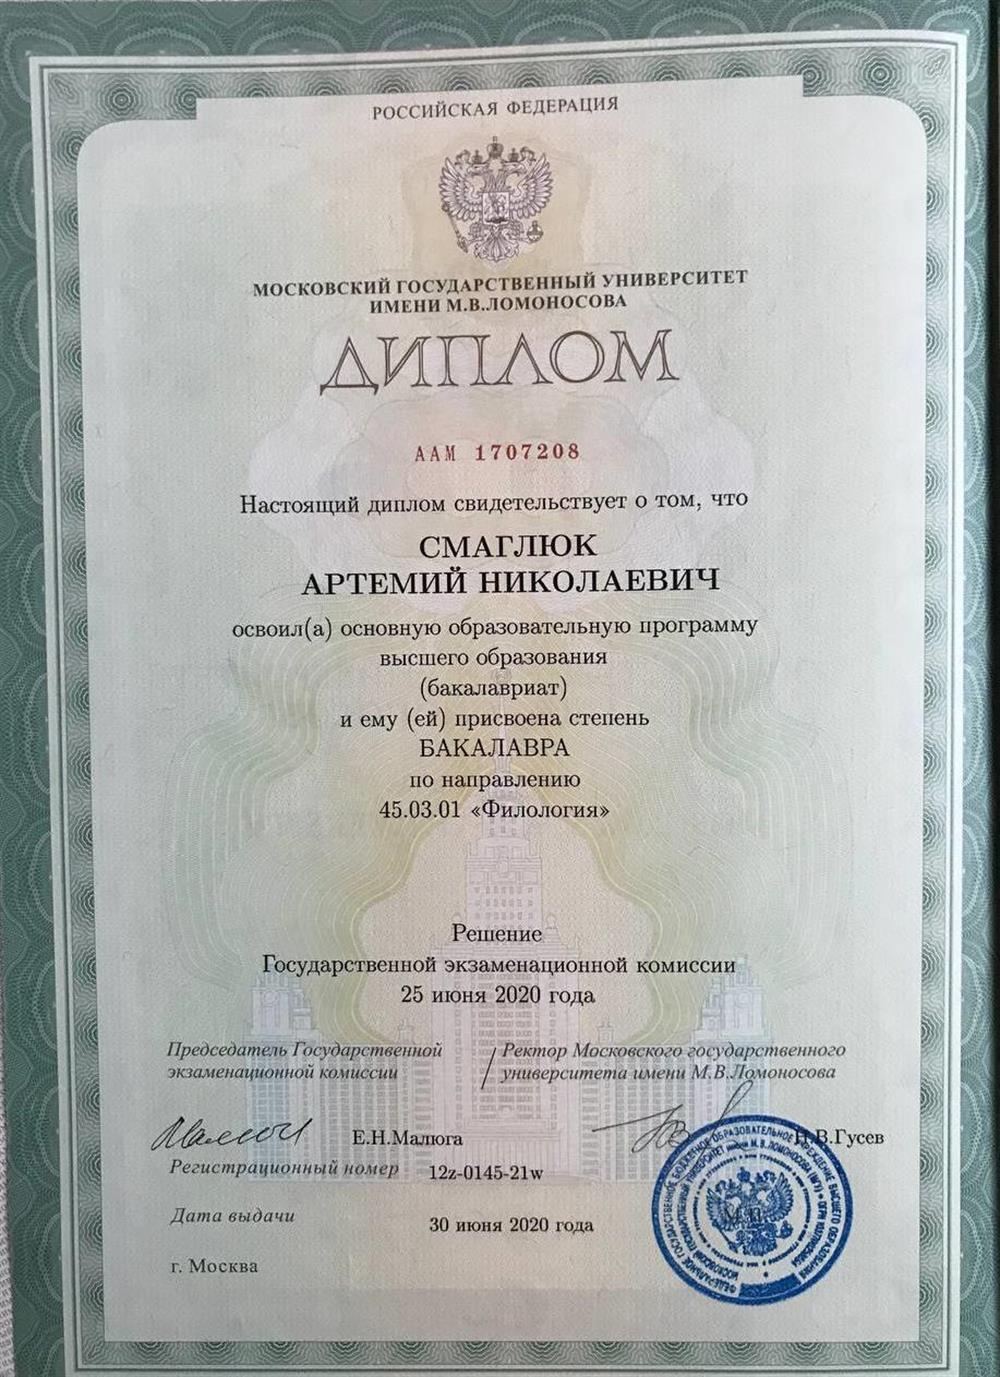 РОССИЙСКАЯ ФЕДЕРАЦИЯ
МОСКОВСКИЙ ГОСУДАРСТВЕННЫЙ УНИВЕРСИТЕТ
ИМЕНИ М.В.ЛОМОНОСОВА
ДИПЛОМ
ААМ 1707208
Настоящий диплом свидетельствует о том, что
СМАГЛЮК
АРТЕМИЙ НИКОЛАЕВИЧ
освоил(а) основную образовательную программу
высшего образования
(бакалавриат)
и ему (ей) присвоена степень
БАКАЛАВРА
по направлению
45.03.01 «Филология»
Решение
Государственной экзаменационной комиссии
25 июня 2020 года
Председатель Государственной
экзаменационной комиссии
Ректор Московского государственного
университета имени М.В.Ломоносова
Е.Н.Малюга
Н.В.Гусев
Регистрационный номер 12z-0145-21w
Дата выдачи 30 июня 2020 года
М.П.
г. Москва